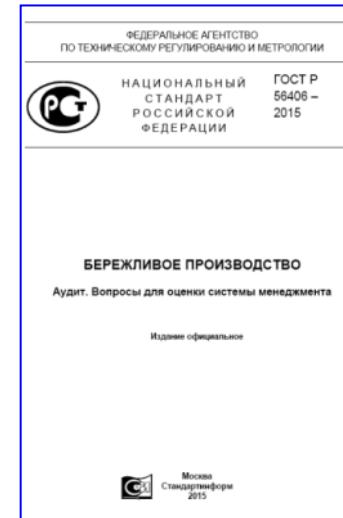 ФЕДЕРАЛЬНОЕ АГЕНТСТВО
ПО ТЕХНИЧЕСКОМУ РЕГУЛИРОВАНИЮ И МЕТРОЛОГИИ
РСТ
НАЦИОНАЛЬНЫЙ
СТАНДАРТ
РОССИЙСКОЙ
ФЕДЕРАЦИИ
ГОСТ Р
56406 –
2015
БЕРЕЖЛИВОЕ ПРОИЗВОДСТВО
Аудит. Вопросы для оценки системы менеджмента
Издание официальное
Москва
Стандартинформ
2015